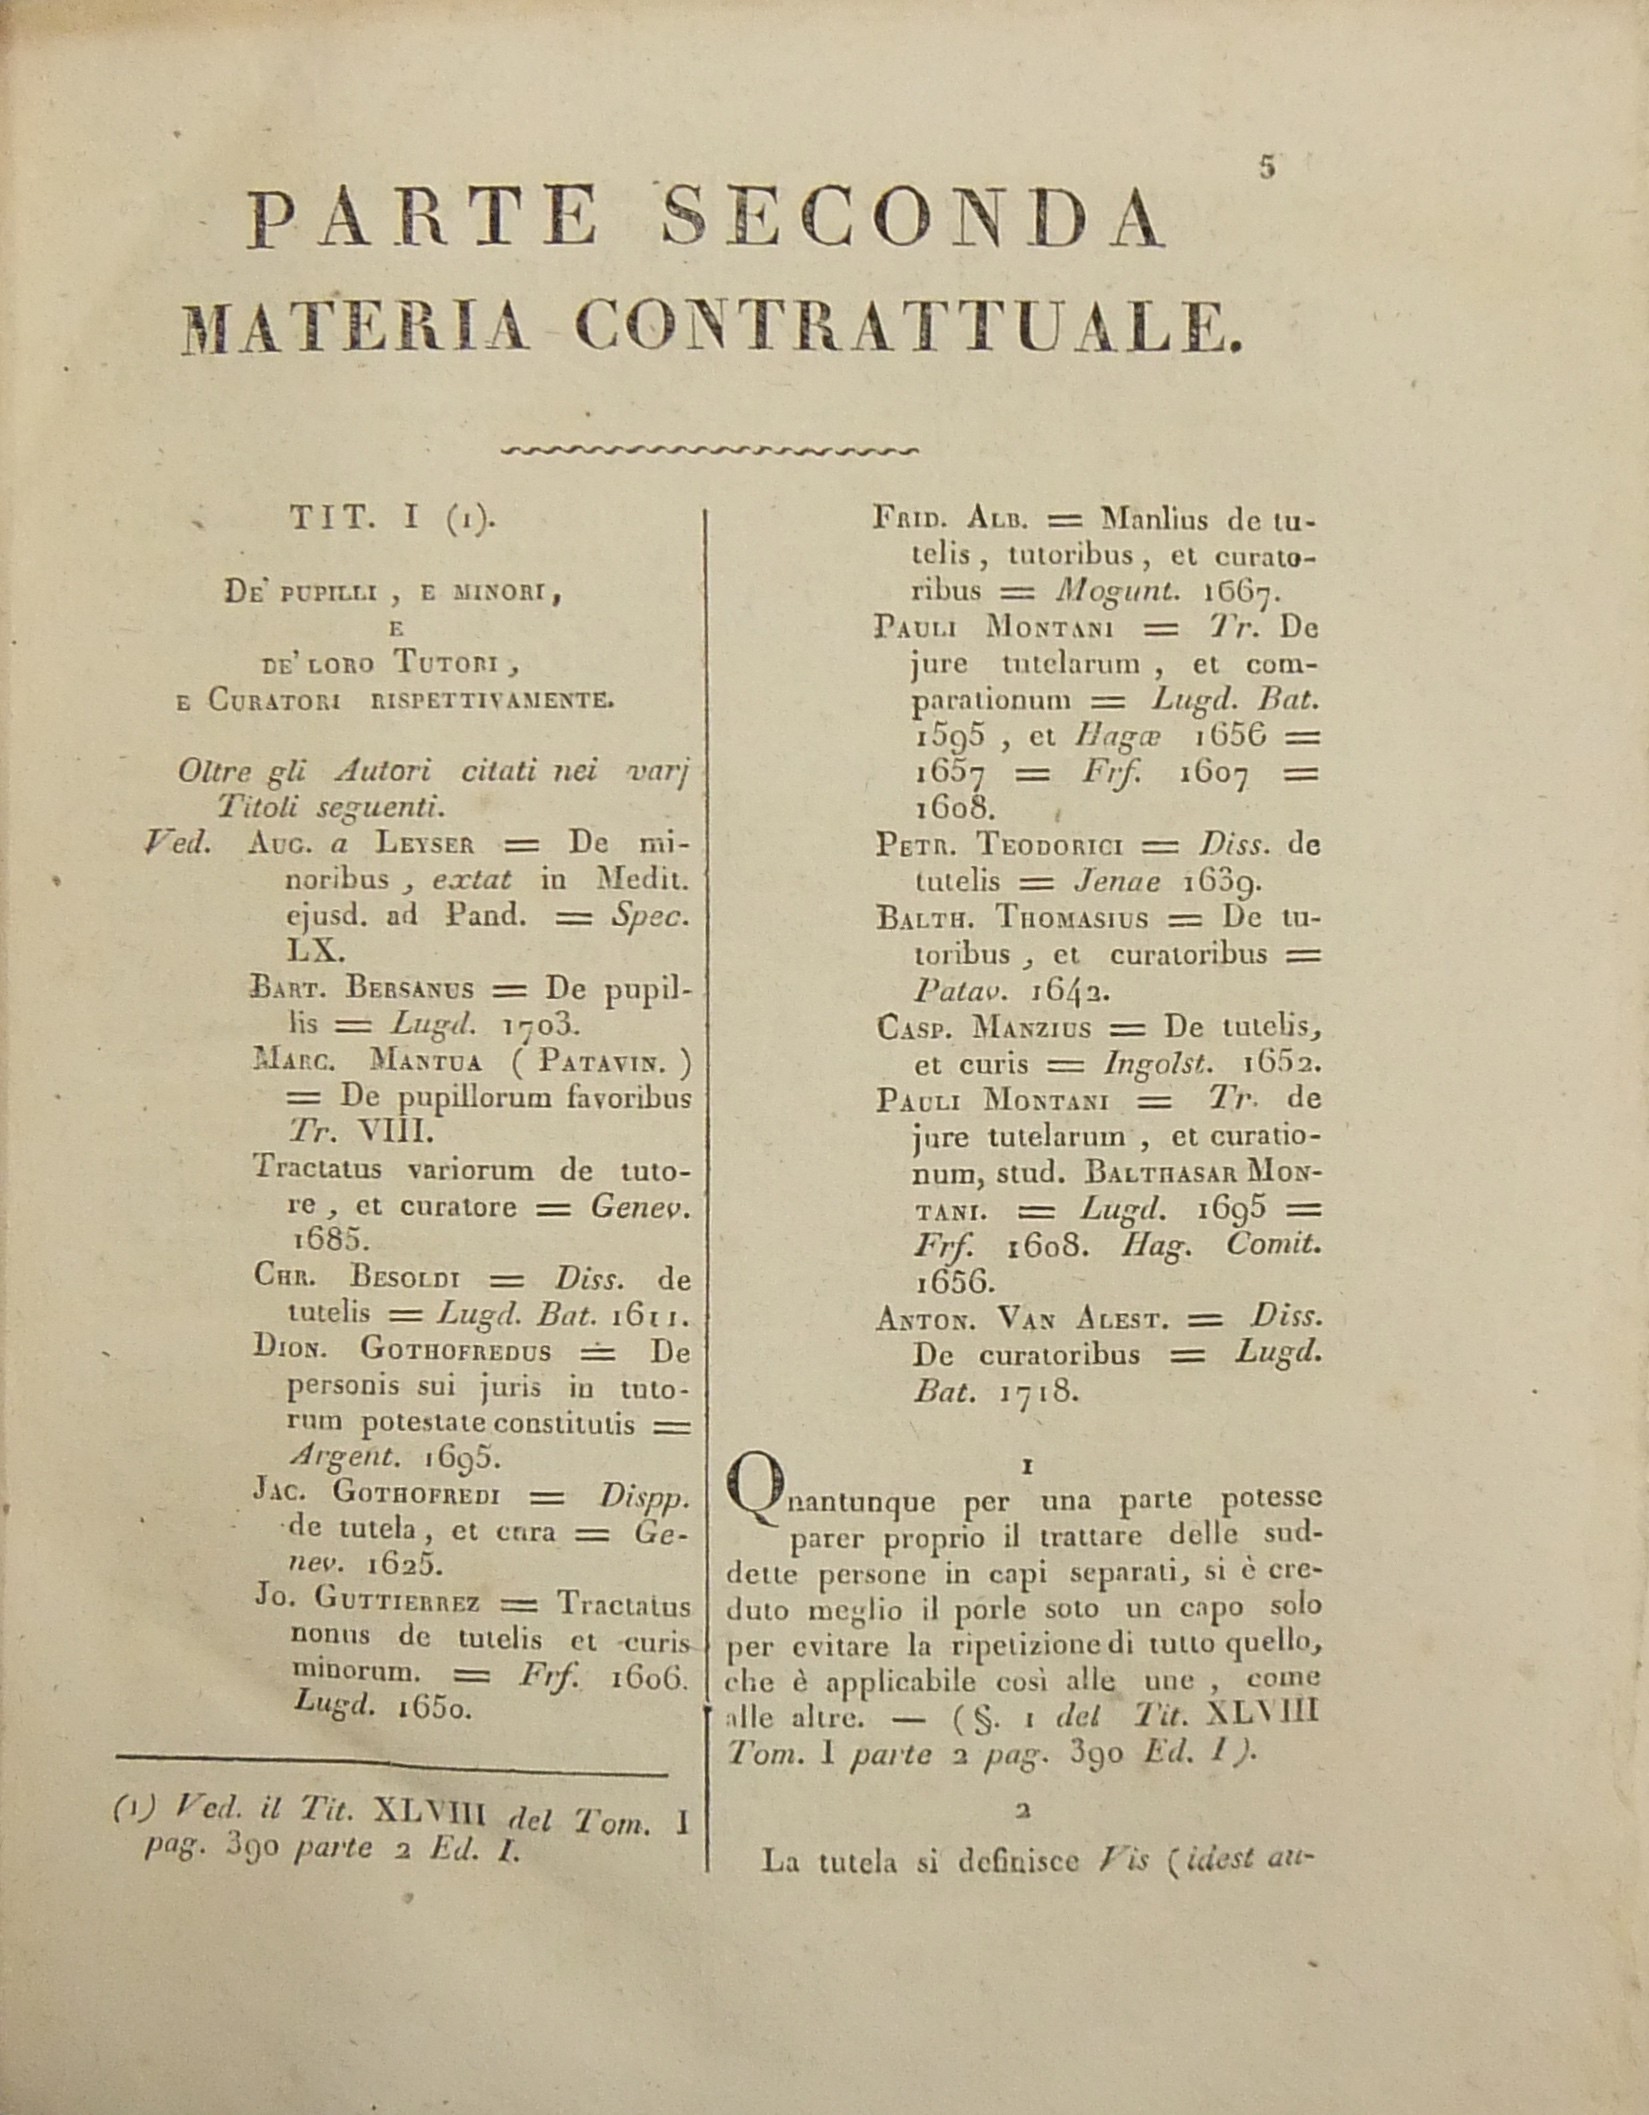 5
PARTE SECONDA
MATERIA CONTRATTUALE.
TIT. I (1).
DE' PUPILLI , E MINORI,
E
DE' LORO TUTORI ,
E CURATORI RISPETTIVAMENTE.
Oltre gli Autori citati nei varj
Titoli seguenti.
Ved. AUG. a LEYSER = De mi-
noribus , extat in Medit.
ejusd. ad Pand. = Spec.
LX.
BART. BERSANUS = De pupil-
lis = Lugd. 1703.
MARC. MANTUA ( PATAVIN. )
= De pupillorum favoribus
Tr. VIII.
Tractatus variorum de tuto-
re , et curatore = Genev.
1685.
CHR. BESOLDI = Diss. de
tutelis = Lugd. Bat. 1611.
DION. GOTHOFREDUS = De
personis sui juris in tuto-
rum potestate constitutis =
Argent. 1695.
JAC. GOTHOFREDI = Dispp.
de tutela , et cura = Ge-
nev. 1625.
JO. GUTTIERREZ = Tractatus
nonus de tutelis et curis
minorum. = Frf. 1606.
Lugd. 1650.
(1) Ved. il Tit. XLVIII del Tom. I
pag. 390 parte 2 Ed. I.
FRID. ALB. = Manlius de tu-
telis , tutoribus , et curato-
ribus = Mogunt. 1667.
PAULI MONTANI = Tr. De
jure tutelarum , et com-
parationum = Lugd. Bat.
1595 , et Hagæ 1656 =
1657 = Frf. 1607 =
1608.
PETR. TEODORICI = Diss. de
tutelis = Jenae 1639.
BALTH. THOMASIUS = De tu-
toribus , et curatoribus =
Patav. 1642.
CASP. MANZIUS = De tutelis,
et curis = Ingolst. 1652.
PAULI MONTANI = Tr. de
jure tutelarum , et curatio-
num, stud. BALTHASAR MON-
TANI. = Lugd. 1695 =
Frf. 1608. Hag. Comit.
1656.
ANTON. VAN ALEST. = Diss.
De curatoribus = Lugd.
Bat. 1718.
1
Quantunque per una parte potesse
parer proprio il trattare delle sud-
dette persone in capi separati, si è cre-
duto meglio il porle soto un capo solo
per evitare la ripetizione di tutto quello,
che è applicabile così alle une , come
alle altre. — ( §. 1 del Tit. XLVIII
Tom. I parte 2 pag. 390 Ed. I ).
2
La tutela si definisce Vis (idest au-